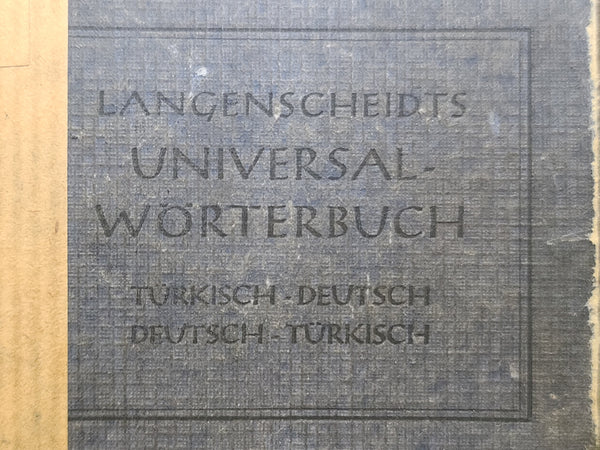 LANGENSCHEIDTS
UNIVERSAL-
WÖRTERBUCH
TÜRKISCH - DEUTSCH
DEUTSCH - TÜRKISCH